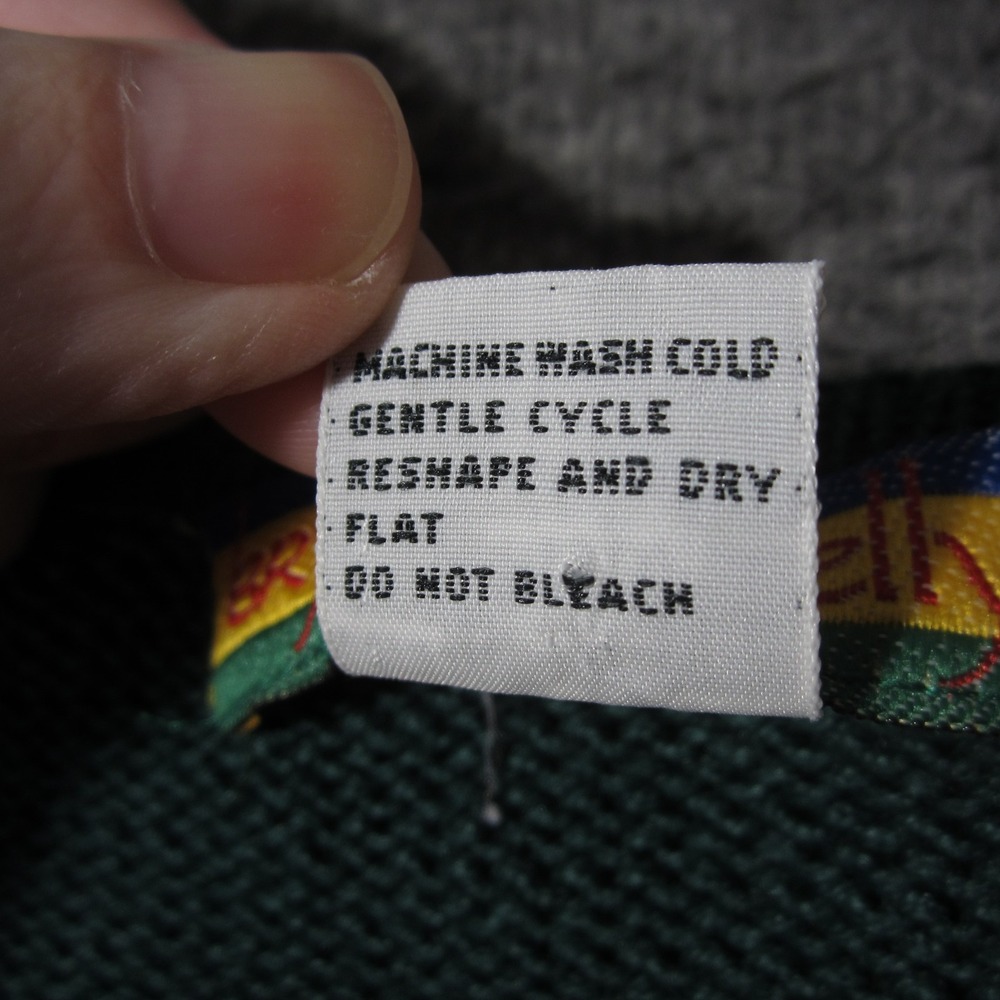 MACHINE WASH COLD
GENTLE CYCLE
RESHAPE AND DRY
FLAT
DO NOT BLEACH